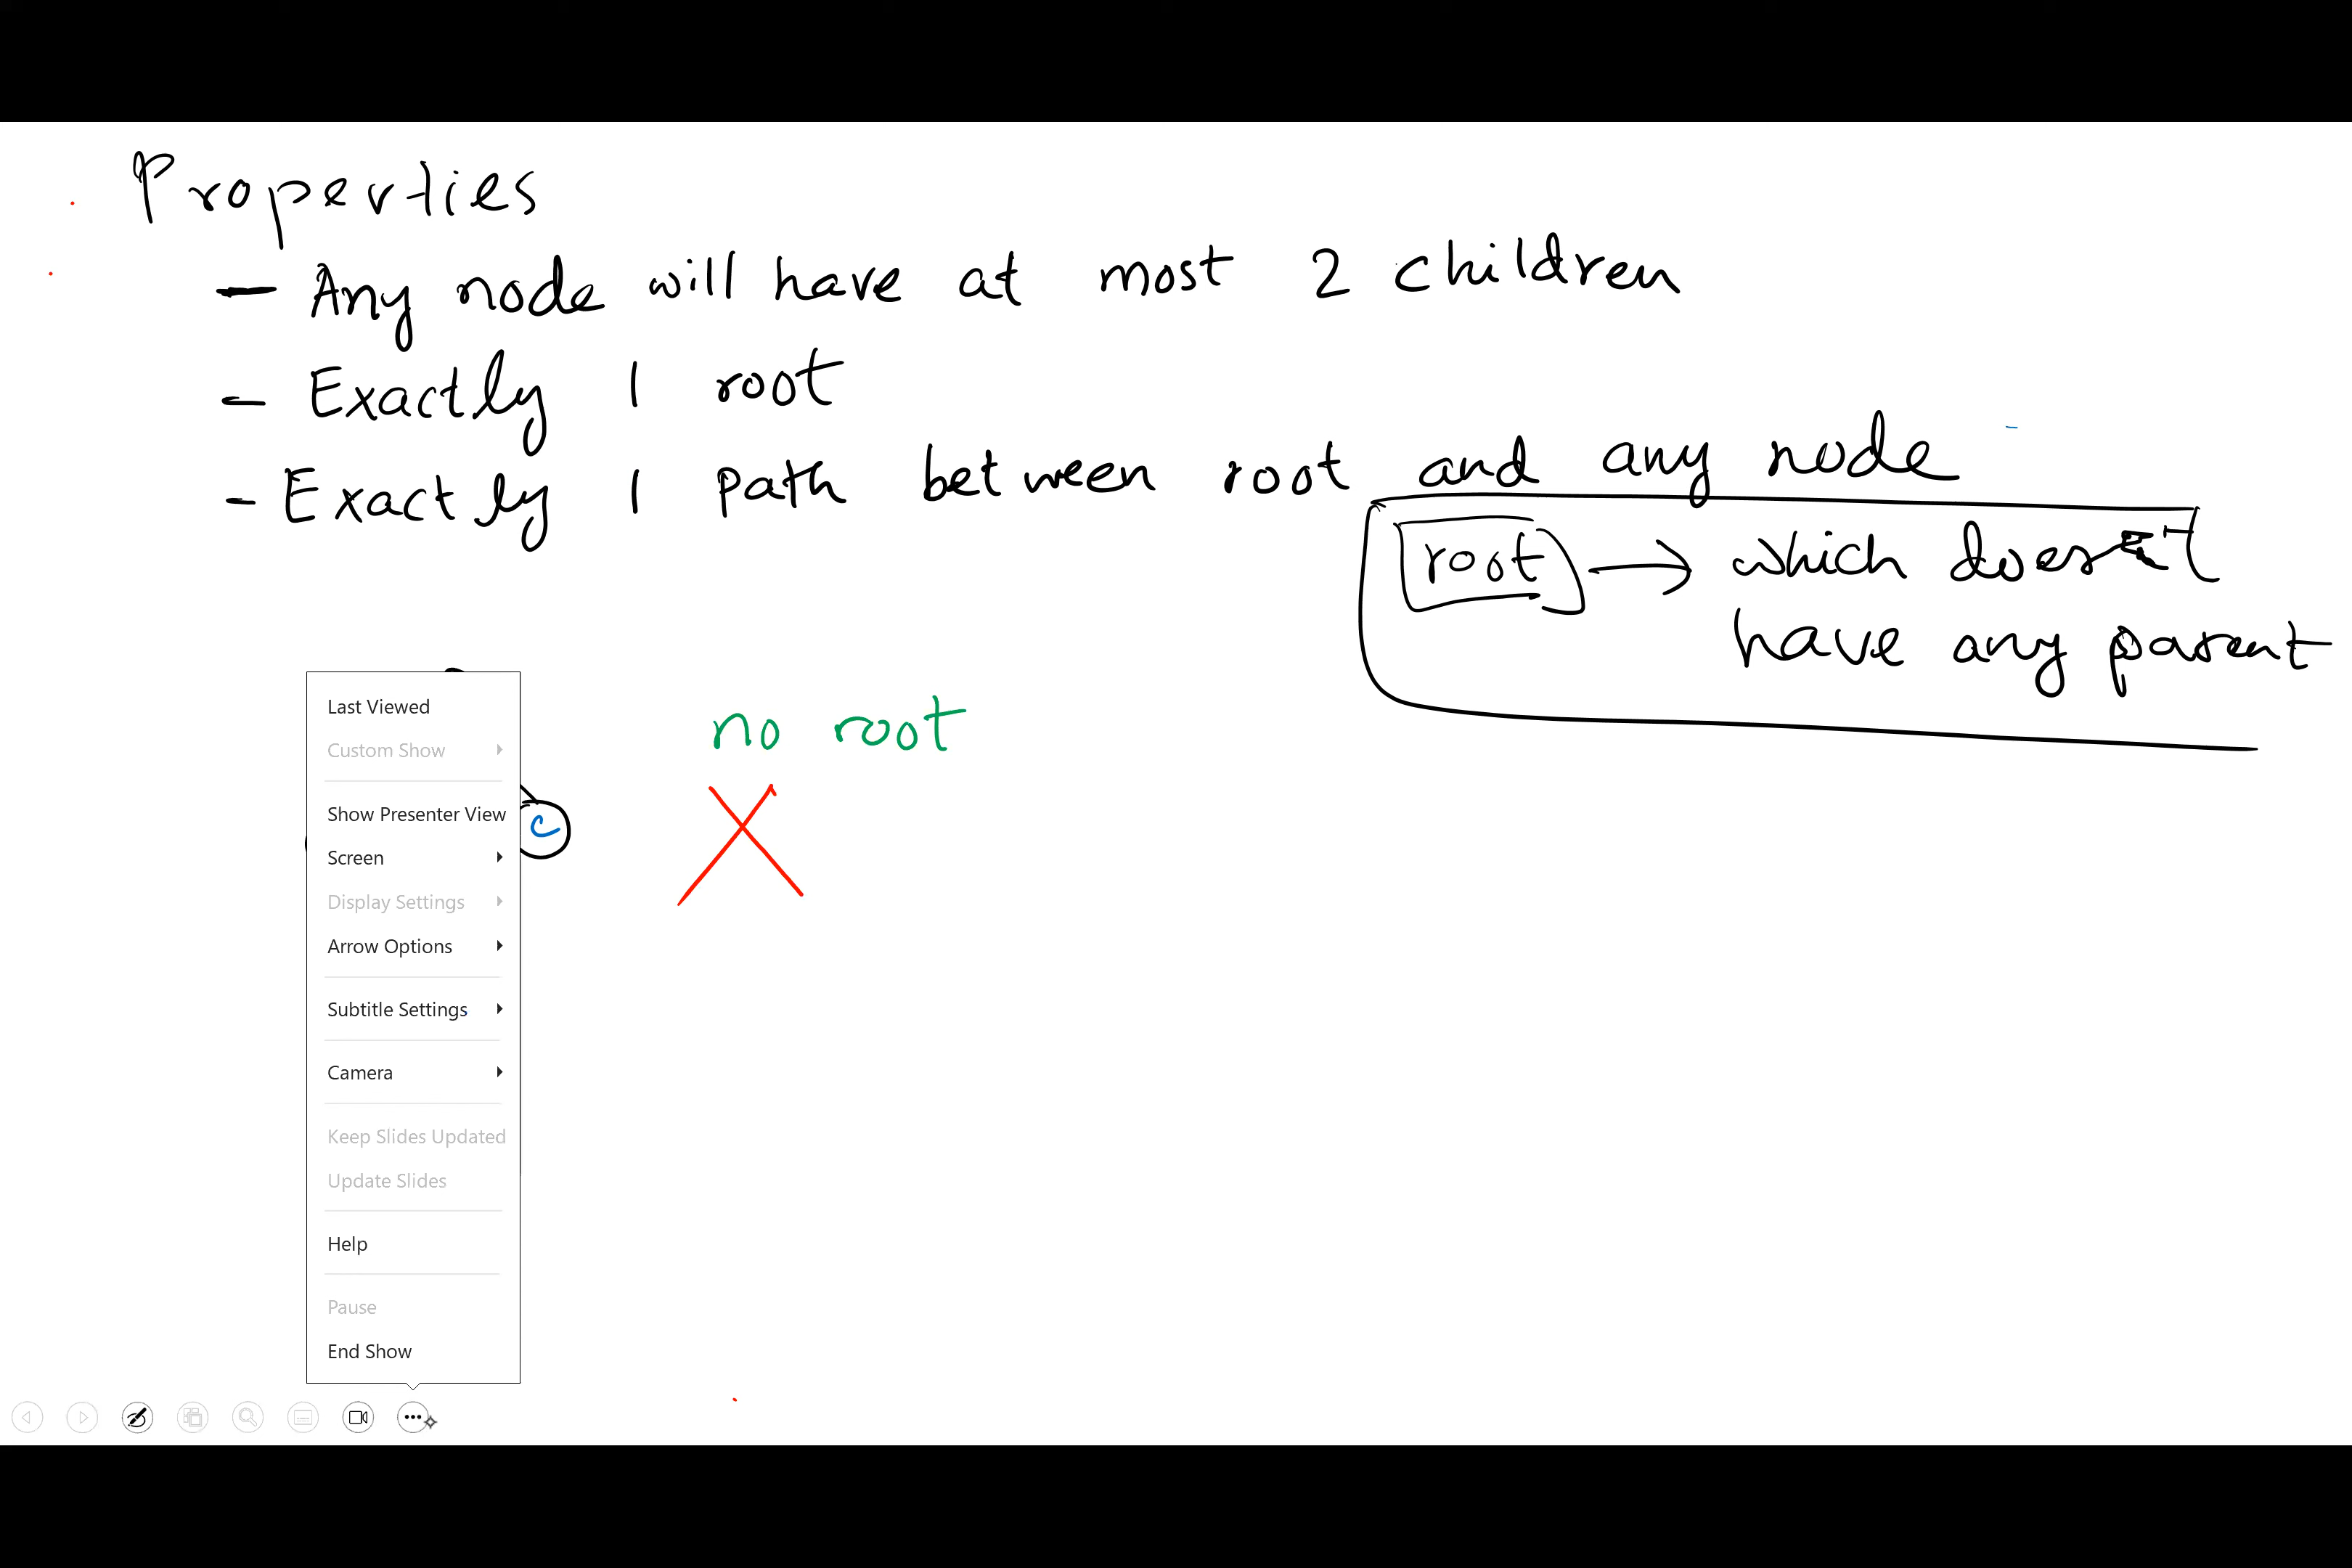 Properties
- Any node will have at most 2 children
- Exactly 1 root
- Exactly 1 path between root and any node
root → which doesn't
have any parent
no root
c
Last Viewed
Custom Show
Show Presenter View
Screen
Display Settings
Arrow Options
Subtitle Settings
Camera
Keep Slides Updated
Update Slides
Help
Pause
End Show